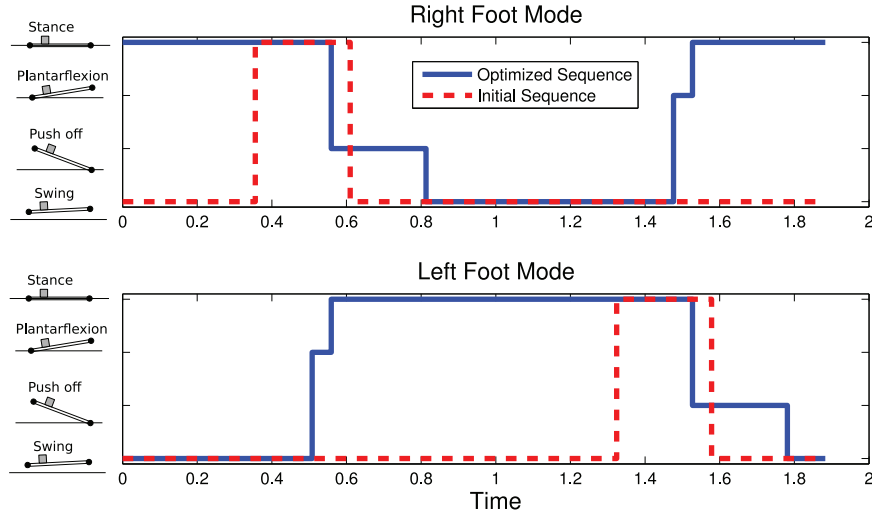 Right Foot Mode
Stance
Plantarflexion
Push off
Swing
Optimized Sequence
Initial Sequence
0 0.2 0.4 0.6 0.8 1 1.2 1.4 1.6 1.8 2
Left Foot Mode
Stance
Plantarflexion
Push off
Swing
0 0.2 0.4 0.6 0.8 1 1.2 1.4 1.6 1.8 2
Time